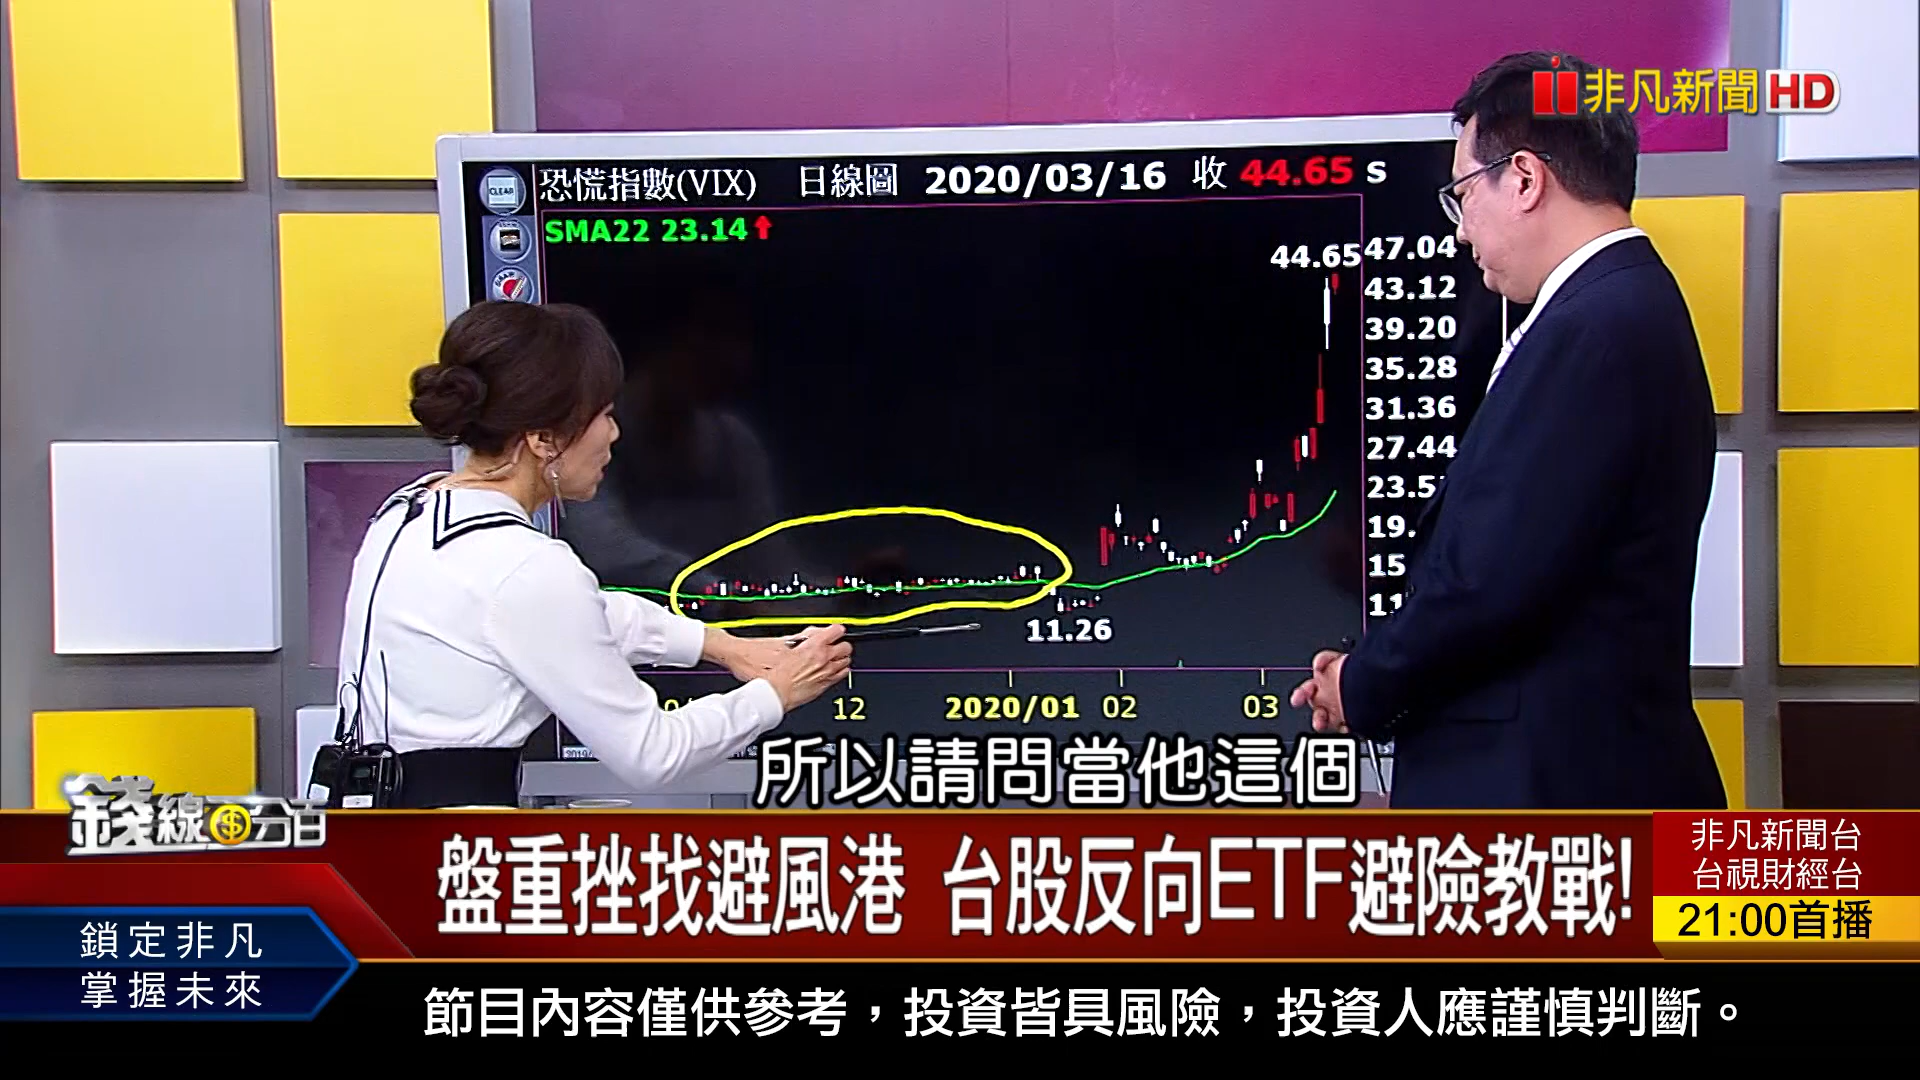 非凡新聞HD
CLEAR
恐慌指數(VIX) 日線圖 2020/03/16 收 44.65 S
SMA22 23.14
44.65
47.04
43.12
39.20
35.28
31.36
27.44
23.5
19.
15
11
11.26
12 2020/01 02 03
所以請問當他這個
錢線百分百
盤重挫找避風港 台股反向ETF避險教戰!
非凡新聞台
台視財經台
21:00首播
鎖定非凡
掌握未來
節目內容僅供參考，投資皆具風險，投資人應謹慎判斷。